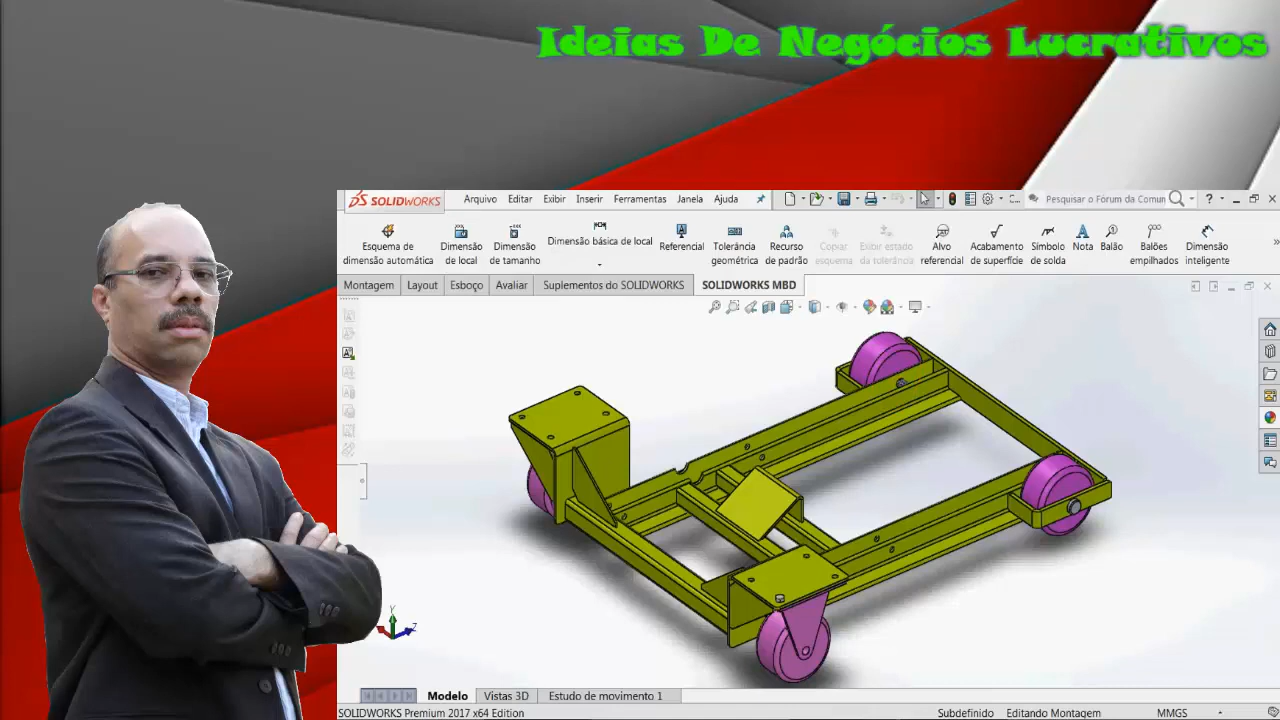 Ideias De Negócios Lucrativos
SOLIDWORKS Arquivo Editar Exibir Inserir Ferramentas Janela Ajuda Pesquisar o Fórum da Comun ?
Esquema de dimensão automática
Dimensão de local
Dimensão de tamanho
Dimensão básica de local
Referencial
Tolerância geométrica
Recurso de padrão
Copiar esquema
Exibir estado da tolerância
Alvo referencial
Acabamento de superfície
Símbolo de solda
Nota
Balão
Balões empilhados
Dimensão inteligente
Montagem Layout Esboço Avaliar Suplementos do SOLIDWORKS SOLIDWORKS MBD
Y
Z
Modelo Vistas 3D Estudo de movimento 1
SOLIDWORKS Premium 2017 x64 Edition Subdefinido Editando Montagem MMGS